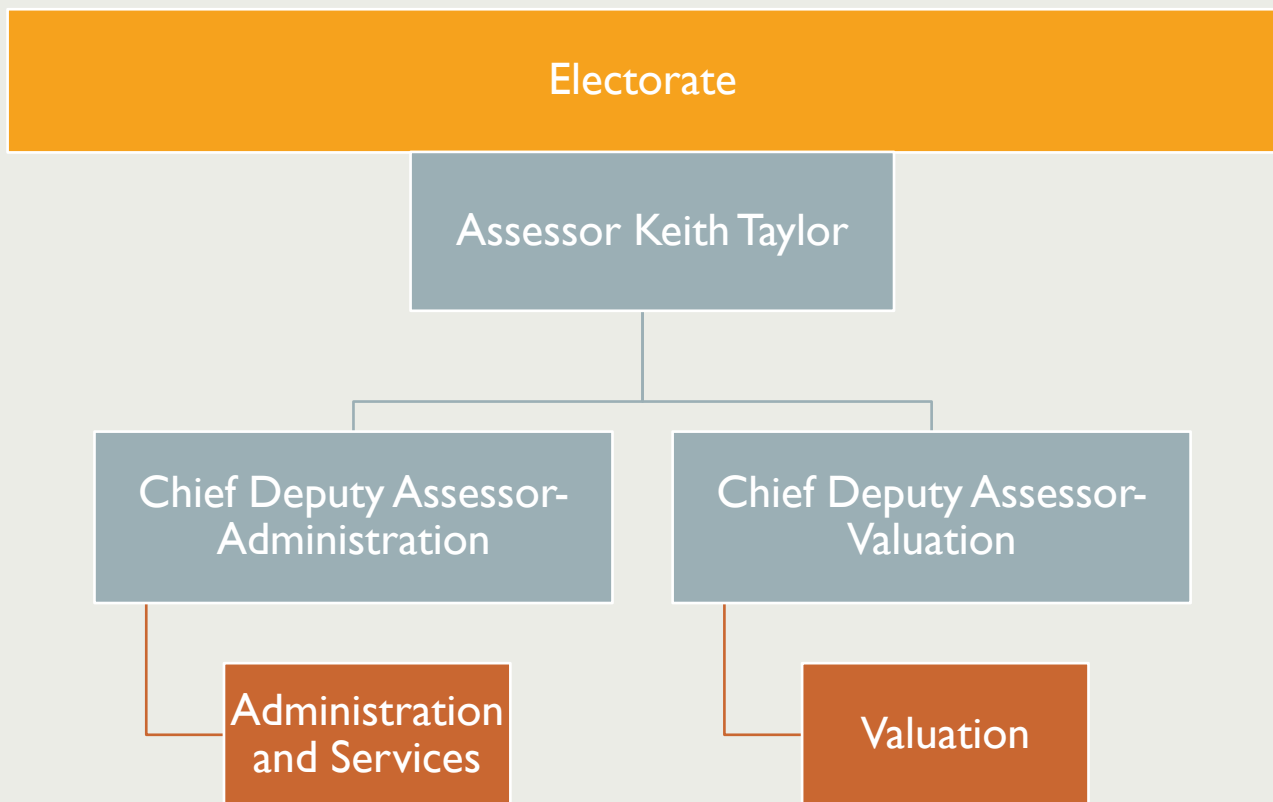 Electorate
Assessor Keith Taylor
Chief Deputy Assessor-
Administration
Chief Deputy Assessor-
Valuation
Administration
and Services
Valuation